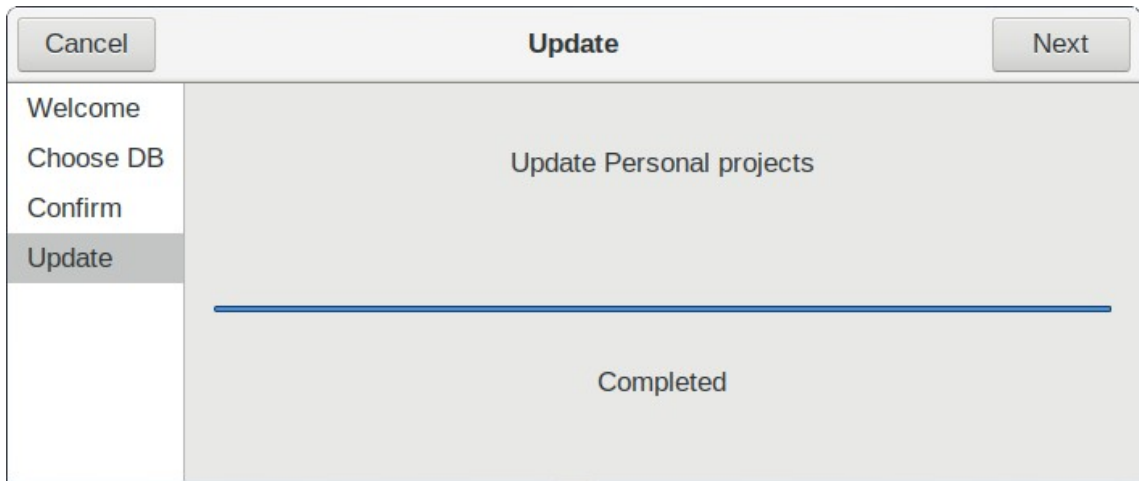 Cancel
Update
Next
Welcome
Choose DB
Confirm
Update
Update Personal projects
Completed